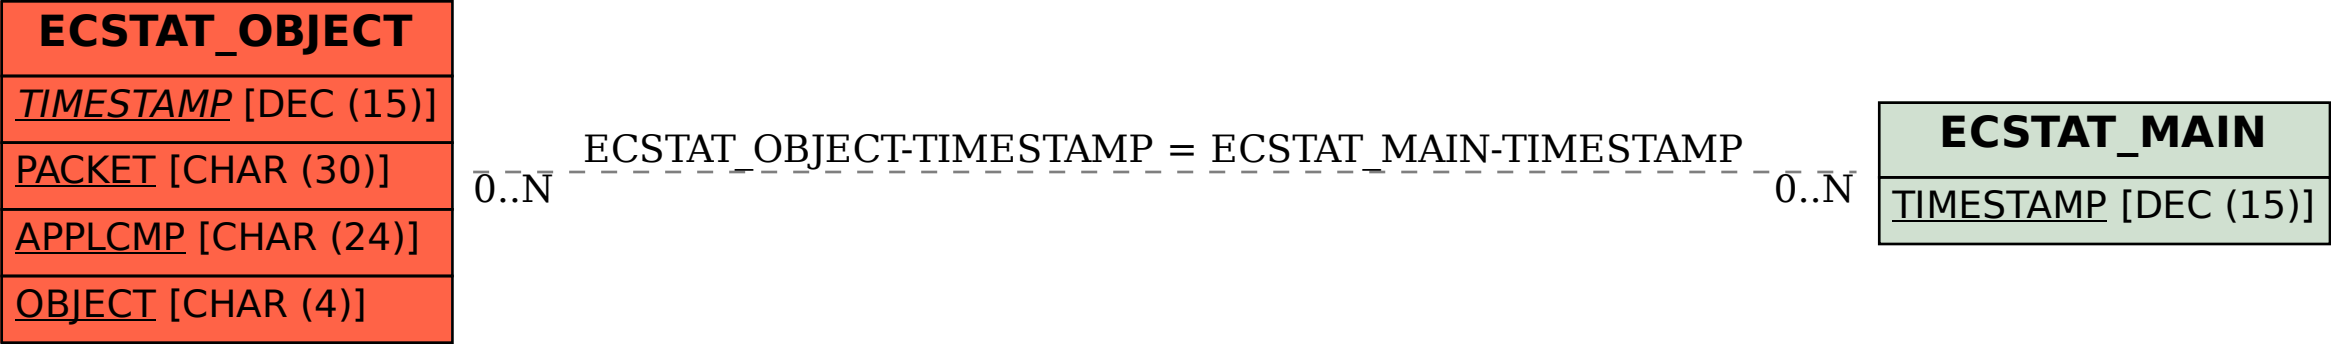 ECSTAT_OBJECT
TIMESTAMP [DEC (15)]
PACKET [CHAR (30)]
APPLCMP [CHAR (24)]
OBJECT [CHAR (4)]
ECSTAT_OBJECT-TIMESTAMP = ECSTAT_MAIN-TIMESTAMP
0..N
0..N
ECSTAT_MAIN
TIMESTAMP [DEC (15)]